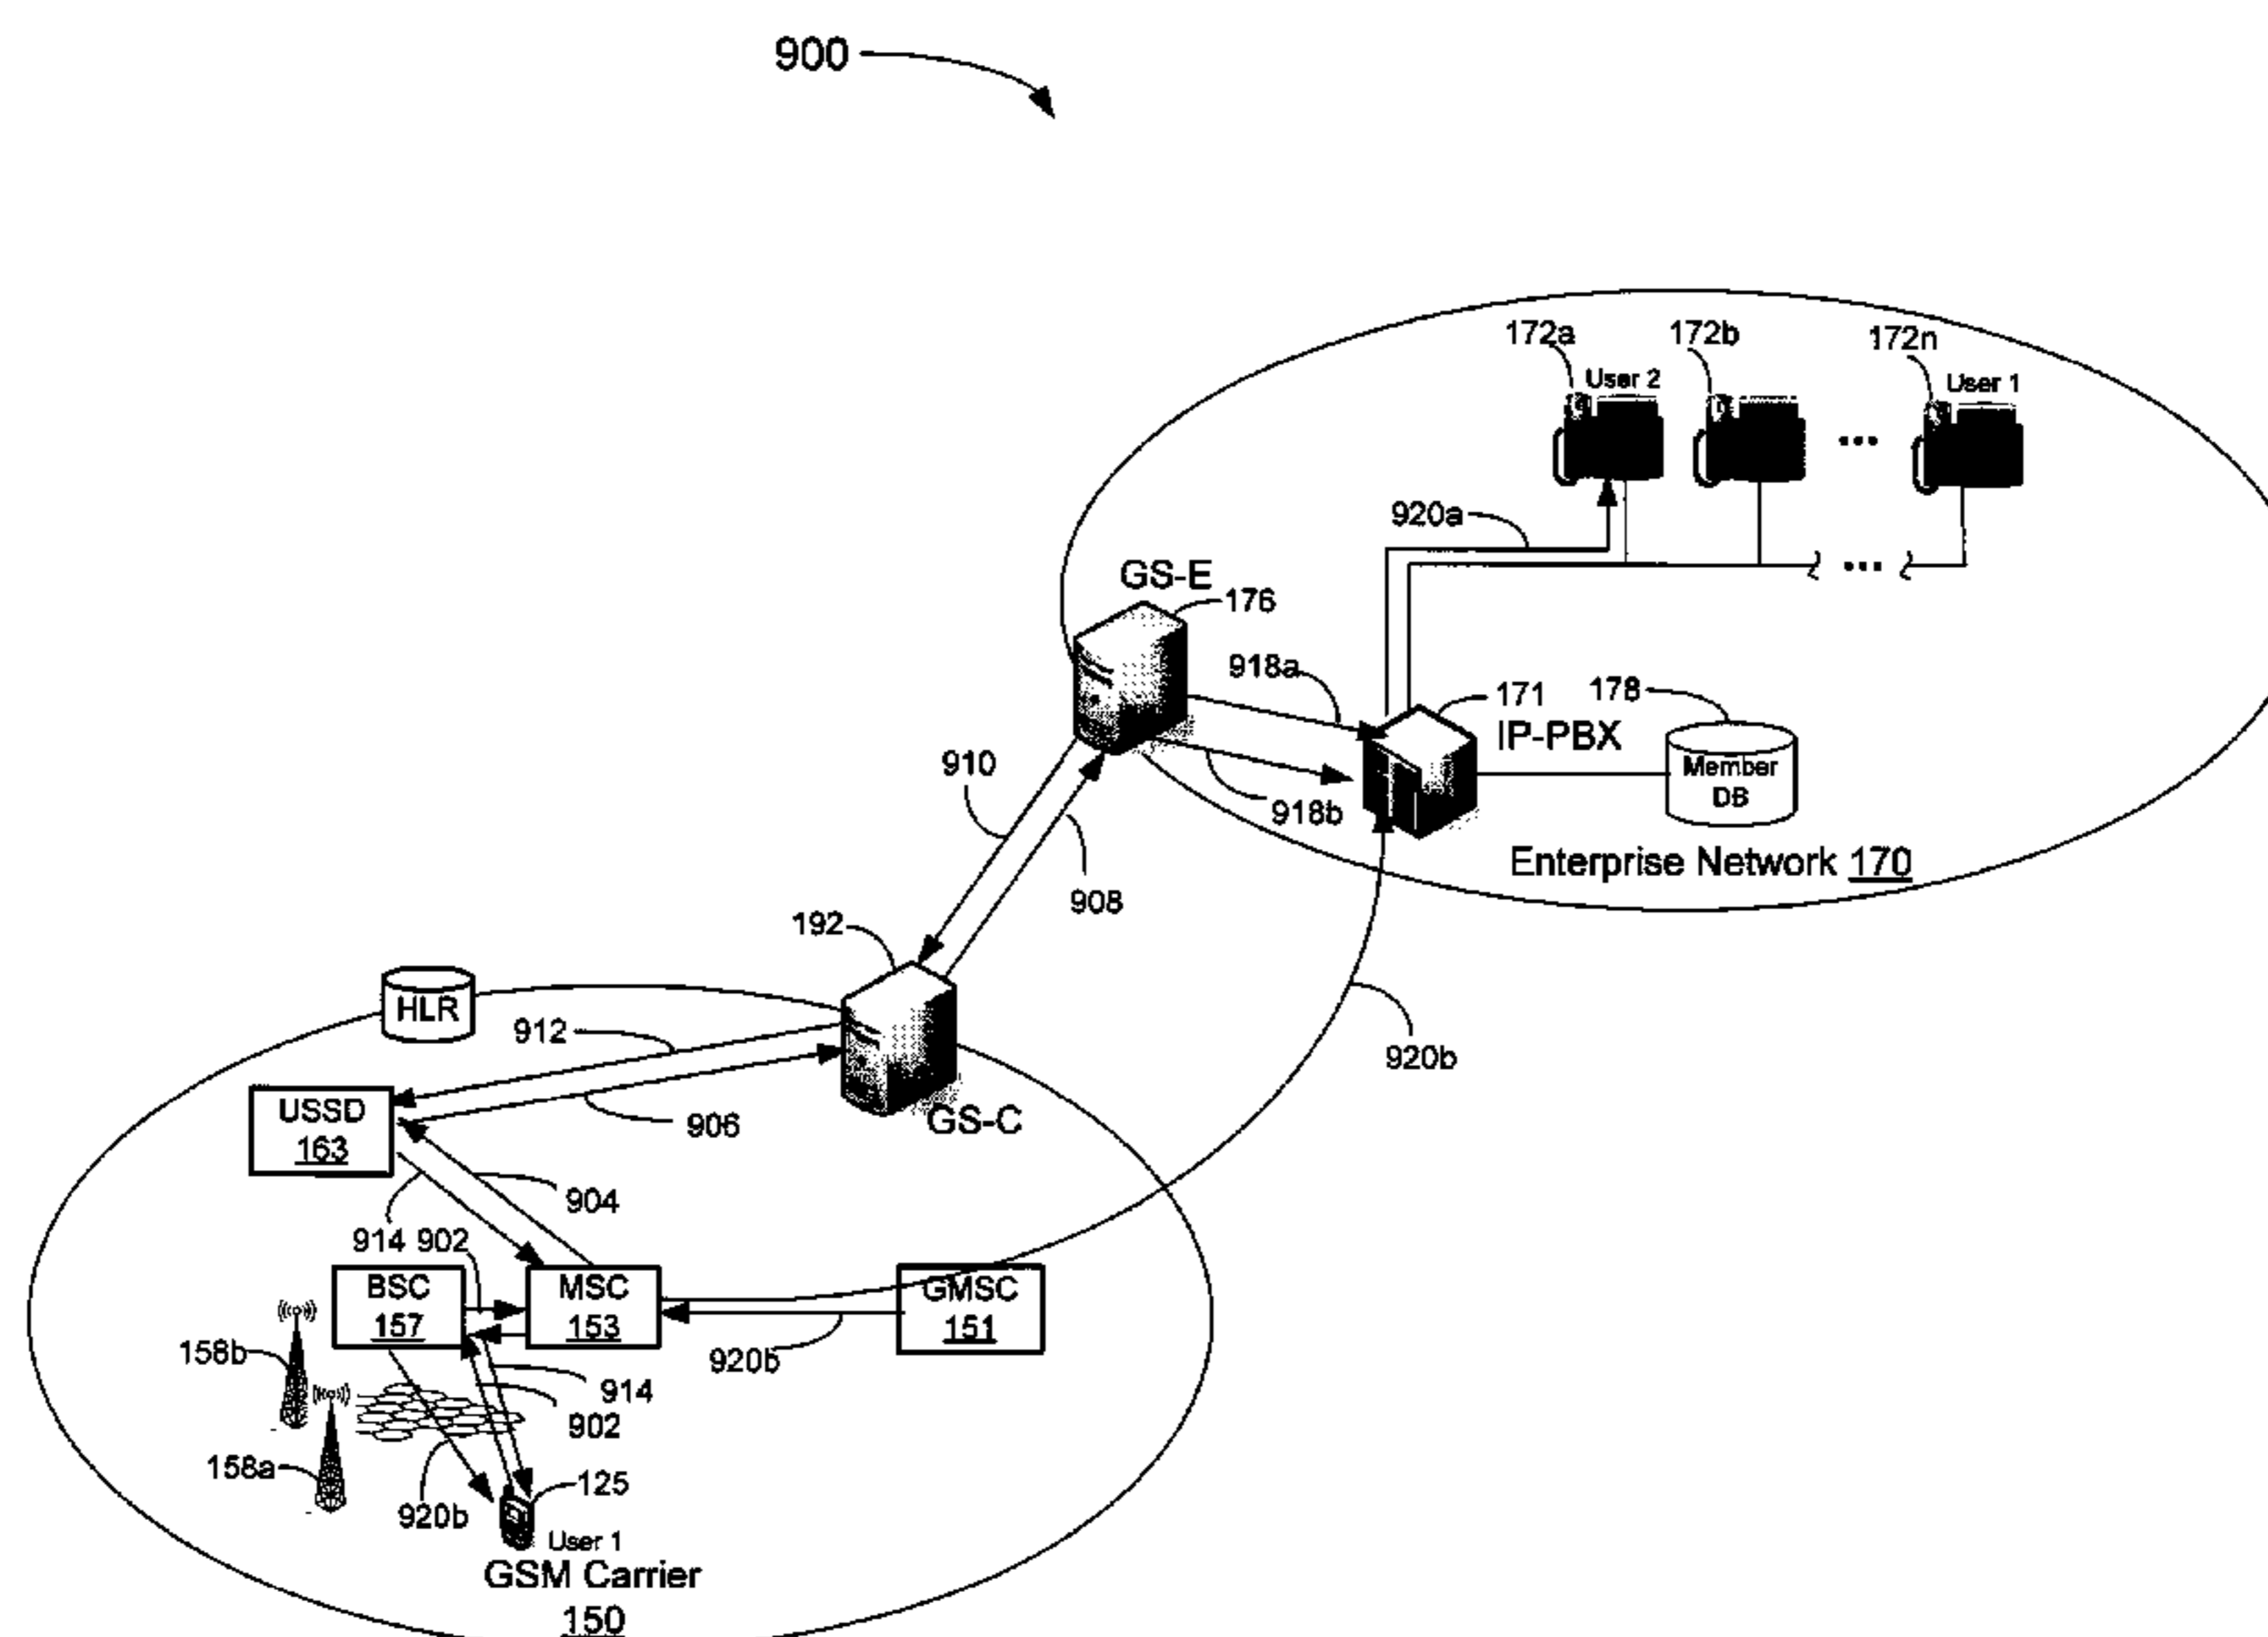 900
172a
172b
172n
User 2
User 1
920a
GS-E
176
918a
171
178
IP-PBX
Member
DB
910
918b
Enterprise Network 170
908
192
HLR
912
920b
USSD
163
906
GS-C
904
914 902
BSC
157
MSC
153
GMSC
151
158b
920b
914
902
158a
125
920b
User 1
GSM Carrier
150